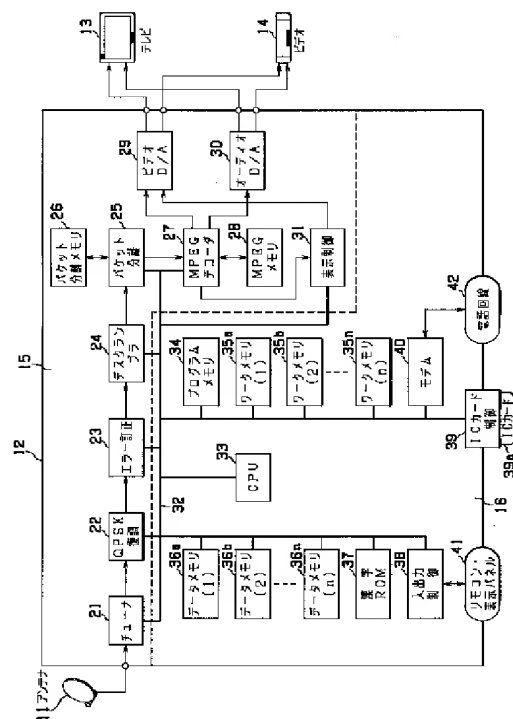 11 アンテナ
12
15
21
チューナ
22
QPSK
復調
23
エラー訂正
24
デスクラン
ブラ
25
パケット
分離
26
パケット
分離メモリ
27
MPEG
デコーダ
28
MPEG
メモリ
29
ビデオ
D/A
30
オーディオ
D/A
31
表示制御
13
テレビ
14
ビデオ
32
33
CPU
34
プログラム
メモリ
35a
ワークメモリ
(1)
35b
ワークメモリ
(2)
35n
ワークメモリ
(n)
40
モデム
42
電話回線
36a
データメモリ
(1)
36b
データメモリ
(2)
36n
データメモリ
(n)
37
漢字
ROM
38
入出力
制御
41
リモコン・
表示パネル
16
39
ICカード
制御
39a
(ICカード)